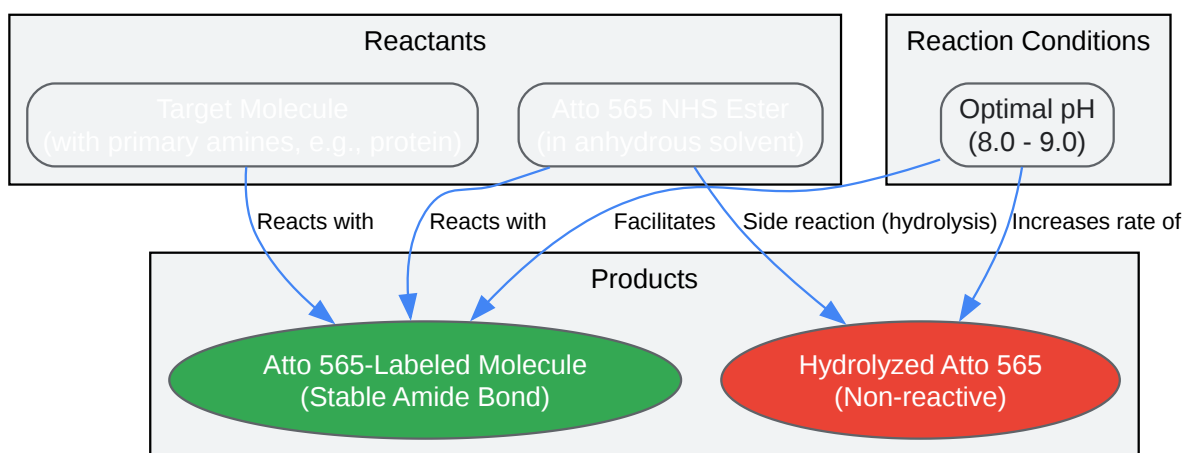 Reactants
Reaction Conditions
Target Molecule
(with primary amines, e.g., protein)
Atto 565 NHS Ester
(in anhydrous solvent)
Optimal pH
(8.0 - 9.0)
Reacts with
Reacts with
Facilitates
Side reaction (hydrolysis)
Increases rate of
Products
Atto 565-Labeled Molecule
(Stable Amide Bond)
Hydrolyzed Atto 565
(Non-reactive)